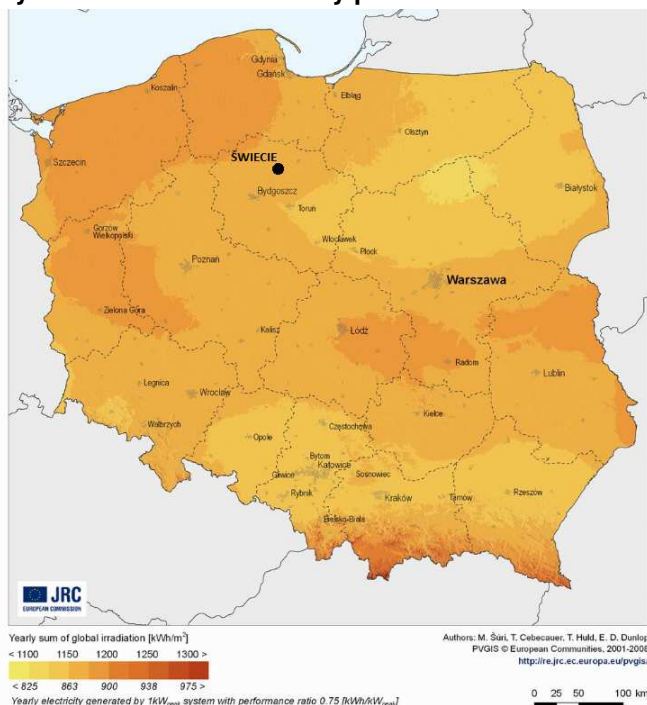 Gdynia
Gdańsk
Koszalin
Elbląg
Olsztyn
Szczecin
ŚWIECIE
Bydgoszcz
Białystok
Toruń
Gorzów
Wielkopolski
Włocławek
Płock
Poznań
Warszawa
Zielona Góra
Kalisz
Łódź
Radom
Legnica
Wrocław
Lublin
Kielce
Wałbrzych
Opole
Częstochowa
Bytom
Gliwice
Katowice
Sosnowiec
Rybnik
Kraków
Tarnów
Rzeszów
Bielsko-Biała
JRC
EUROPEAN COMMISSION
Yearly sum of global irradiation [kWh/m²]
< 1100 1150 1200 1250 1300 >
< 825 863 900 938 975 >
Yearly electricity generated by 1kWpeak system with performance ratio 0.75 [kWh/kWpeak]
Authors: M. Šúri, T. Cebecauer, T. Huld, E. D. Dunlop
PVGIS © European Communities, 2001-2008
http://re.jrc.ec.europa.eu/pvgis/
0 25 50 100 km